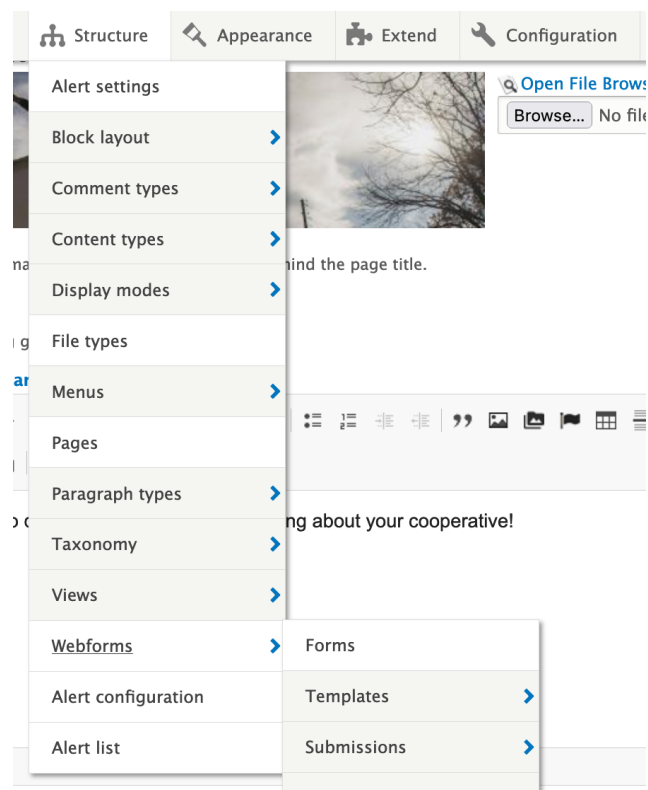 Structure Appearance Extend Configuration
Alert settings
Open File Brows
Browse... No file
Block layout
Comment types
Content types
hind the page title.
Display modes
File types
Menus
Pages
Paragraph types
ng about your cooperative!
Taxonomy
Views
Webforms
Forms
Alert configuration
Templates
Alert list
Submissions